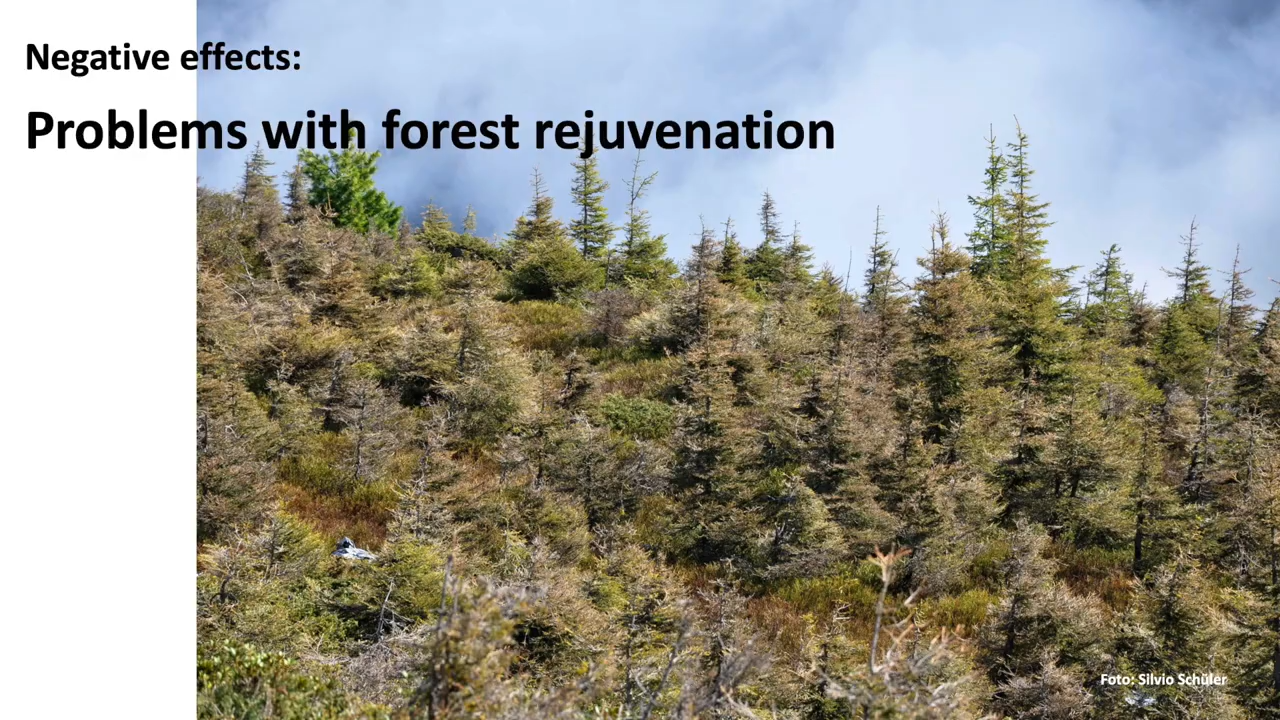 Negative effects:
Problems with forest rejuvenation
Foto: Silvio Schüler